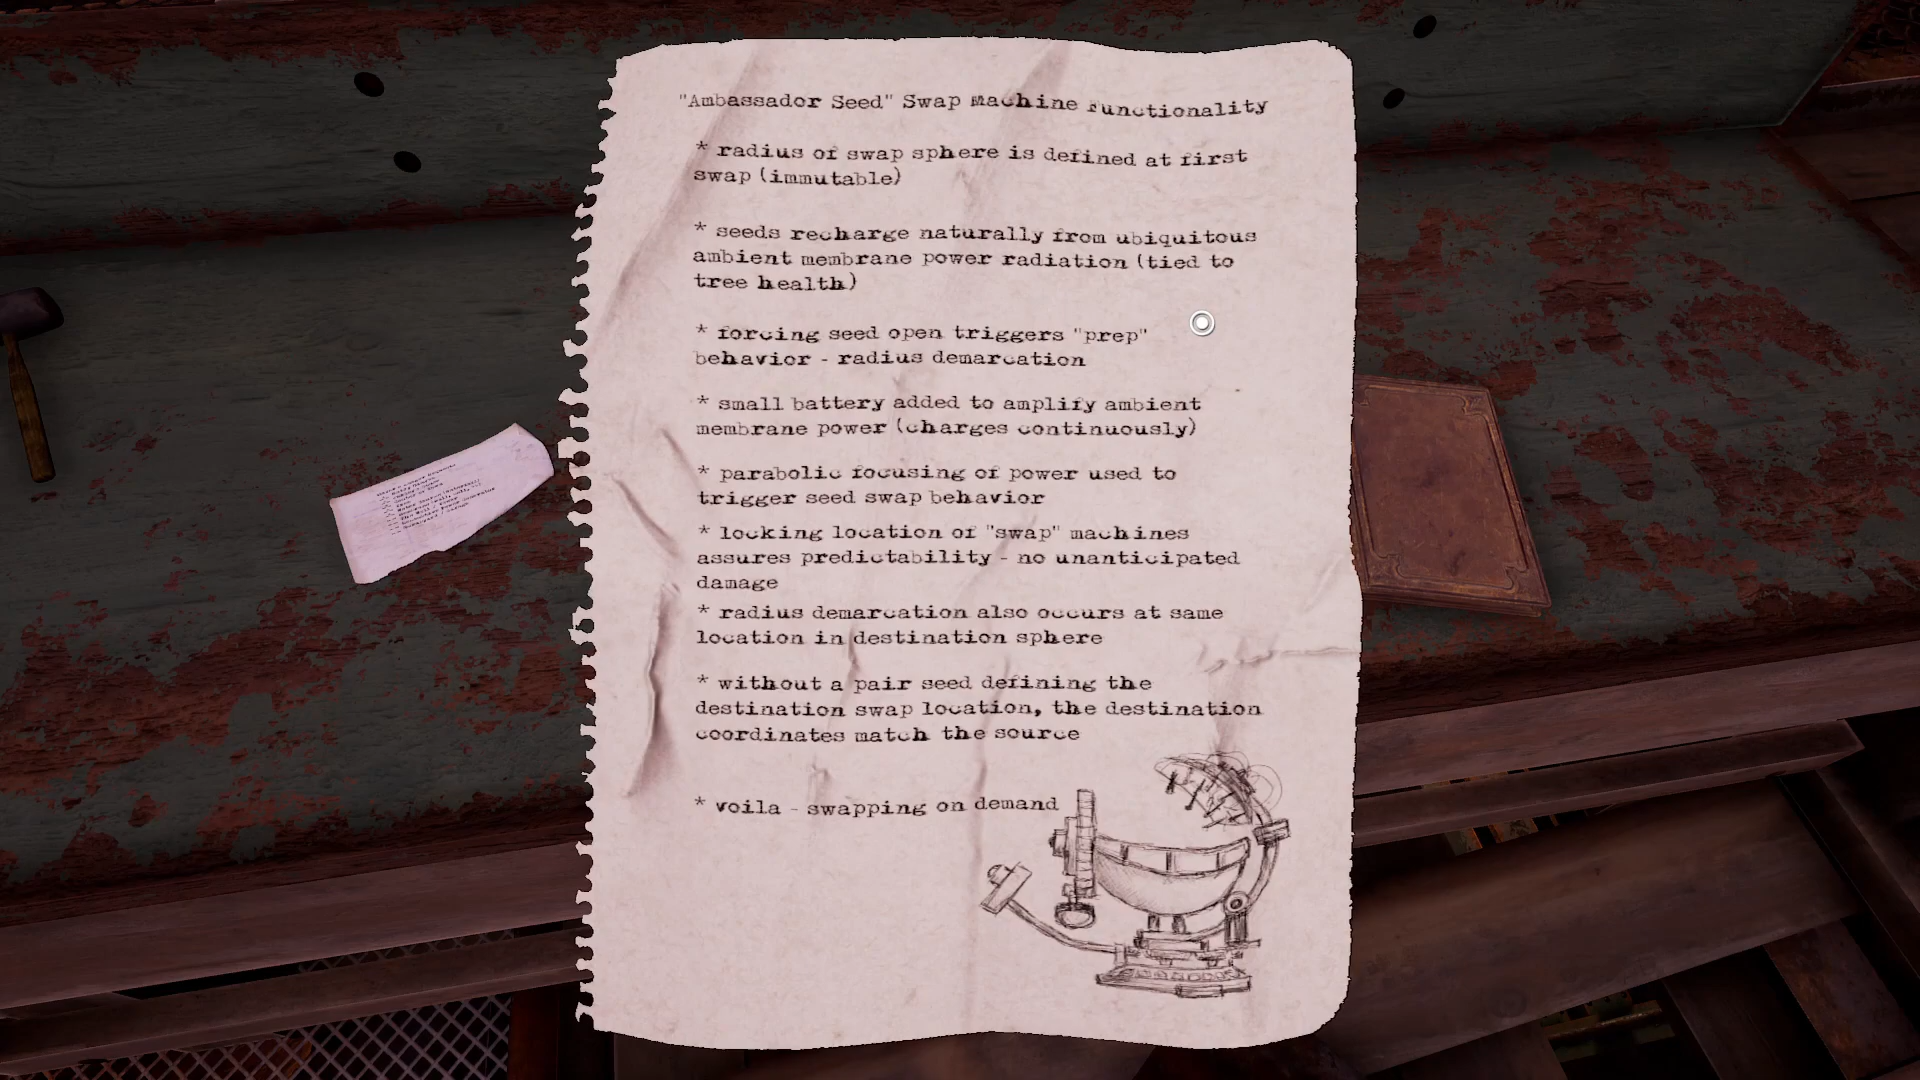 "Ambassador Seed" Swap Machine Functionality
* radius of swap sphere is defined at first
swap (immutable)
* seeds recharge naturally from ubiquitous
ambient membrane power radiation (tied to
tree health)
* forcing seed open triggers "prep"
behavior - radius demarcation
* small battery added to amplify ambient
membrane power (charges continuously)
* parabolic focusing of power used to
trigger seed swap behavior
* locking location of "swap" machines
assures predictability - no unanticipated
damage
* radius demarcation also occurs at same
location in destination sphere
* without a pair seed defining the
destination swap location, the destination
coordinates match the source
* voila - swapping on demand